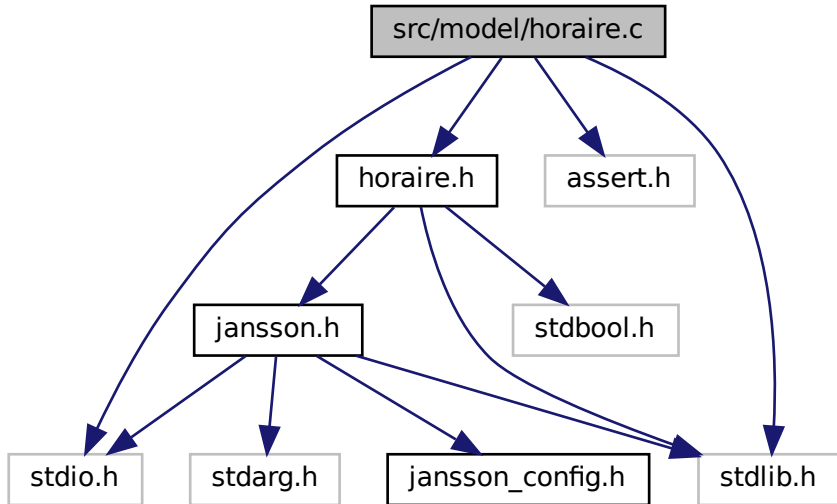 src/model/horaire.c
horaire.h
assert.h
jansson.h
stdbool.h
stdio.h
stdarg.h
jansson_config.h
stdlib.h